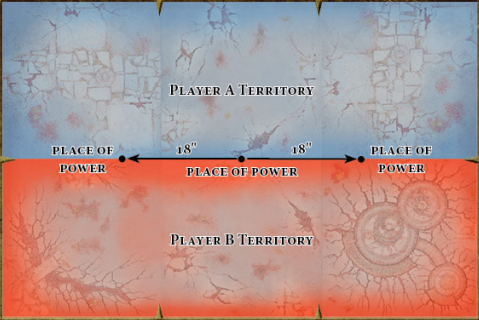 Player A Territory
18" 18"
PLACE OF POWER
PLACE OF POWER
PLACE OF POWER
Player B Territory